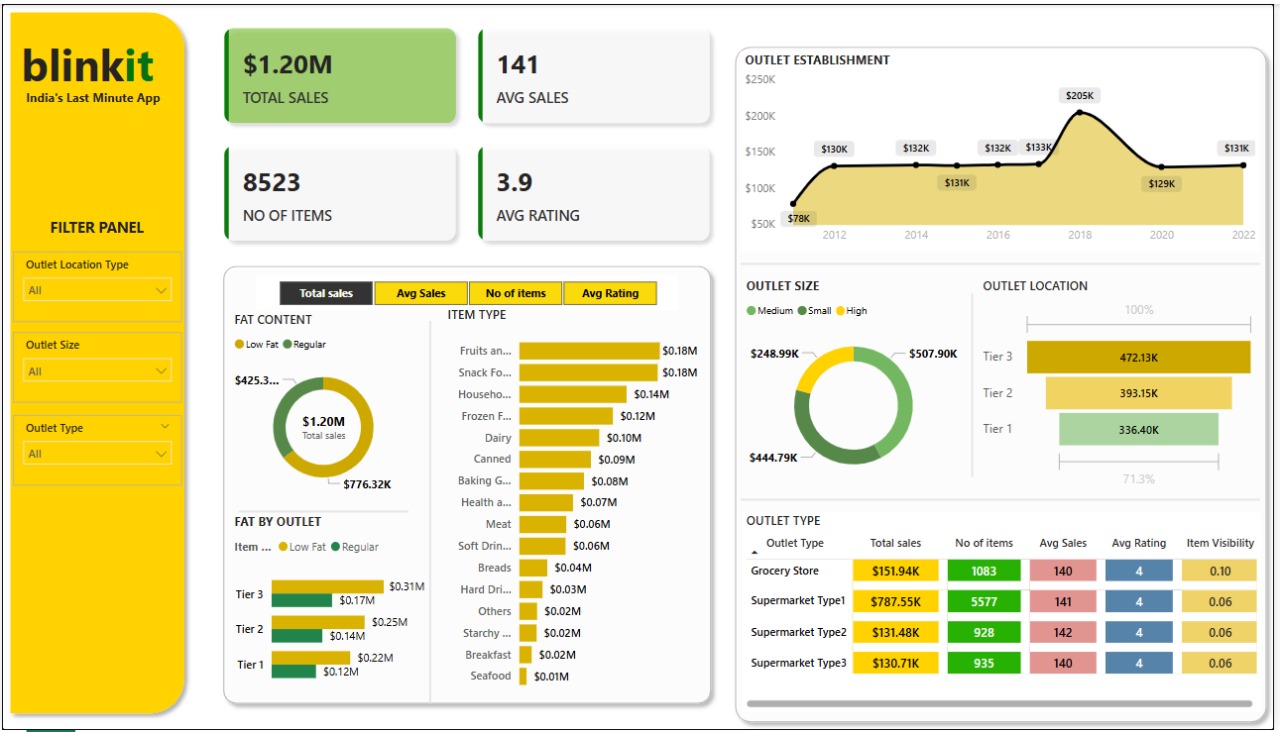 blinkit
India's Last Minute App
FILTER PANEL
Outlet Location Type
All
Outlet Size
All
Outlet Type
All
$1.20M
TOTAL SALES
141
AVG SALES
8523
NO OF ITEMS
3.9
AVG RATING
Total sales Avg Sales No of items Avg Rating
FAT CONTENT
Low Fat Regular
$425.3...
$1.20M
Total sales
$776.32K
FAT BY OUTLET
Item ... Low Fat Regular
Tier 3 $0.31M
$0.17M
Tier 2 $0.25M
$0.14M
Tier 1 $0.22M
$0.12M
ITEM TYPE
Fruits an... $0.18M
Snack Fo... $0.18M
Househo... $0.14M
Frozen F... $0.12M
Dairy $0.10M
Canned $0.09M
Baking G... $0.08M
Health a... $0.07M
Meat $0.06M
Soft Drin... $0.06M
Breads $0.04M
Hard Dri... $0.03M
Others $0.02M
Starchy ... $0.02M
Breakfast $0.02M
Seafood $0.01M
OUTLET ESTABLISHMENT
$250K
$200K
$150K
$100K
$50K
$78K $130K $132K $131K $132K $133K $205K $129K $131K
2012 2014 2016 2018 2020 2022
OUTLET SIZE
Medium Small High
$248.99K $507.90K
$444.79K
OUTLET LOCATION
100%
Tier 3 472.13K
Tier 2 393.15K
Tier 1 336.40K
71.3%
OUTLET TYPE
Outlet Type Total sales No of items Avg Sales Avg Rating Item Visibility
Grocery Store $151.94K 1083 140 4 0.10
Supermarket Type1 $787.55K 5577 141 4 0.06
Supermarket Type2 $131.48K 928 142 4 0.06
Supermarket Type3 $130.71K 935 140 4 0.06